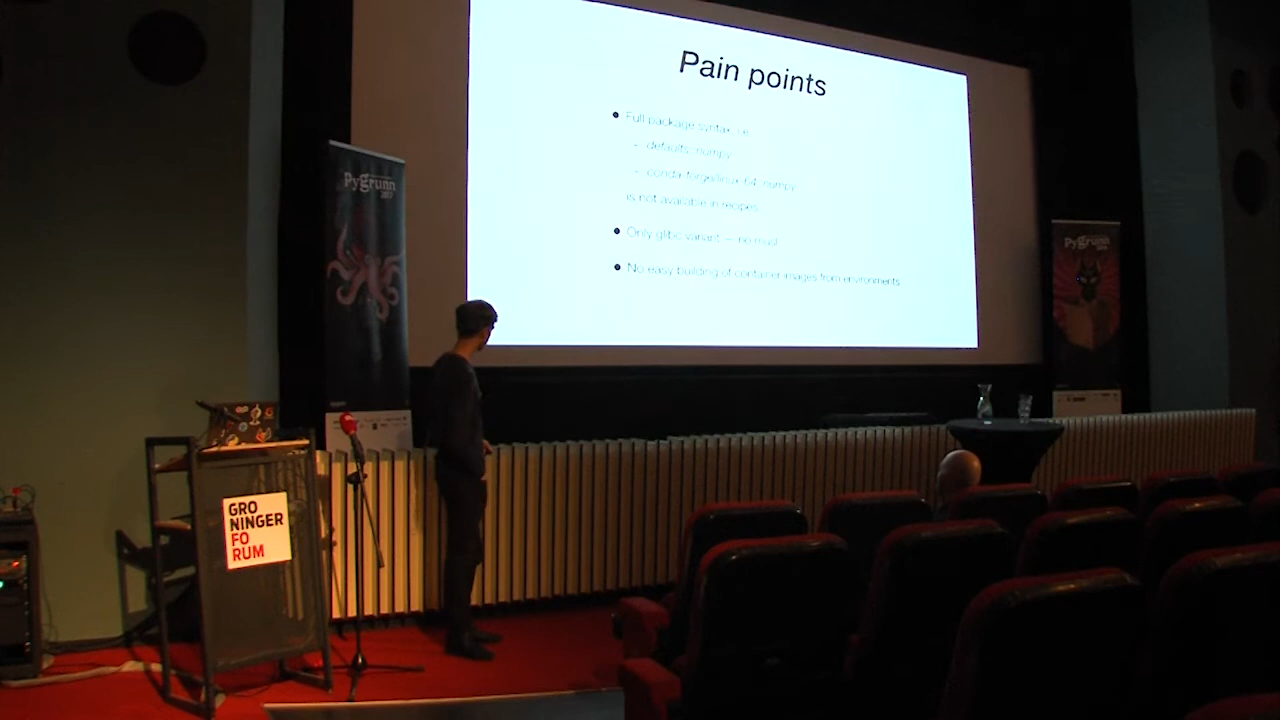 Pain points
Full package syntax, i.e.
- defaults::numpy
- conda-forge/linux-64::numpy
is not available in recipes
Only glibc variant — no musl
No easy building of container images from environments
PyGrunn
2017
PyGrunn
GRO
NINGER
FO
RUM